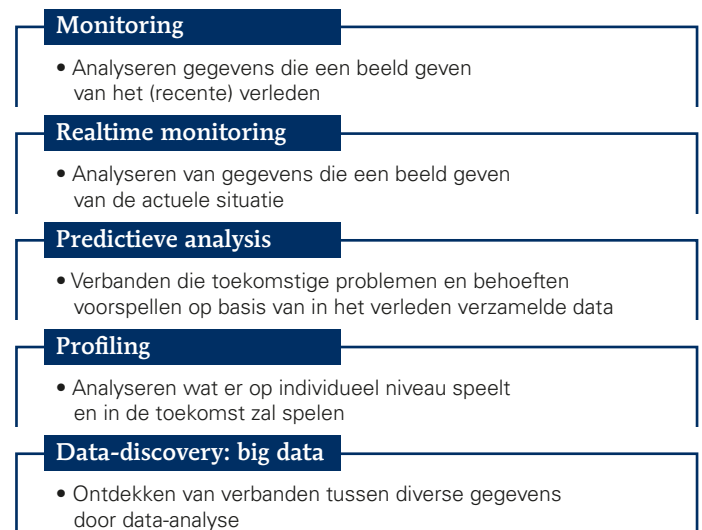 Monitoring
• Analyseren gegevens die een beeld geven
van het (recente) verleden
Realtime monitoring
• Analyseren van gegevens die een beeld geven
van de actuele situatie
Predictieve analysis
• Verbanden die toekomstige problemen en behoeften
voorspellen op basis van in het verleden verzamelde data
Profiling
• Analyseren wat er op individueel niveau speelt
en in de toekomst zal spelen
Data-discovery: big data
• Ontdekken van verbanden tussen diverse gegevens
door data-analyse